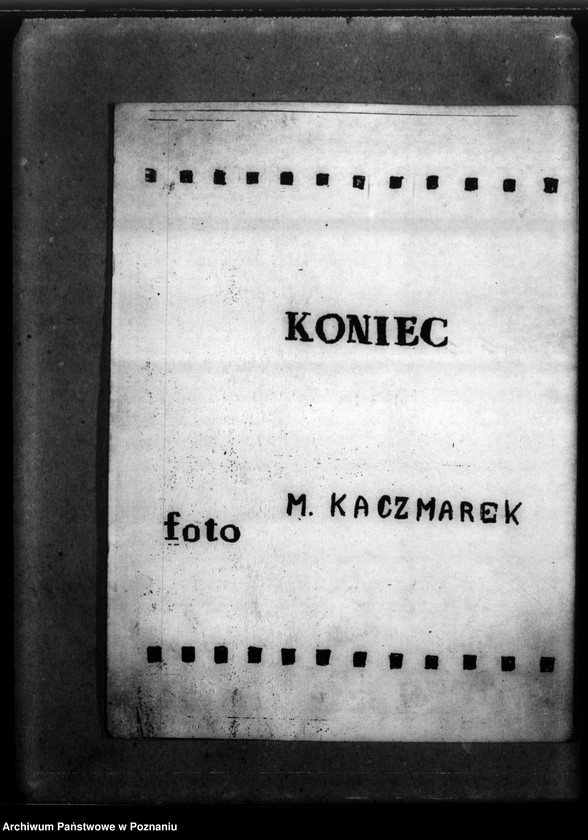 KONIEC
M. KACZMAREK
foto
Archiwum Państwowe w Poznaniu